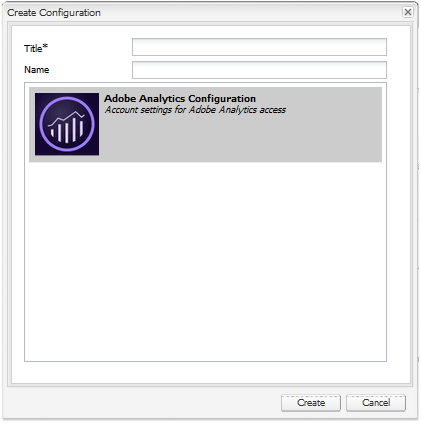 Create Configuration
Title*
Name
Adobe Analytics Configuration
Account settings for Adobe Analytics access
Create
Cancel